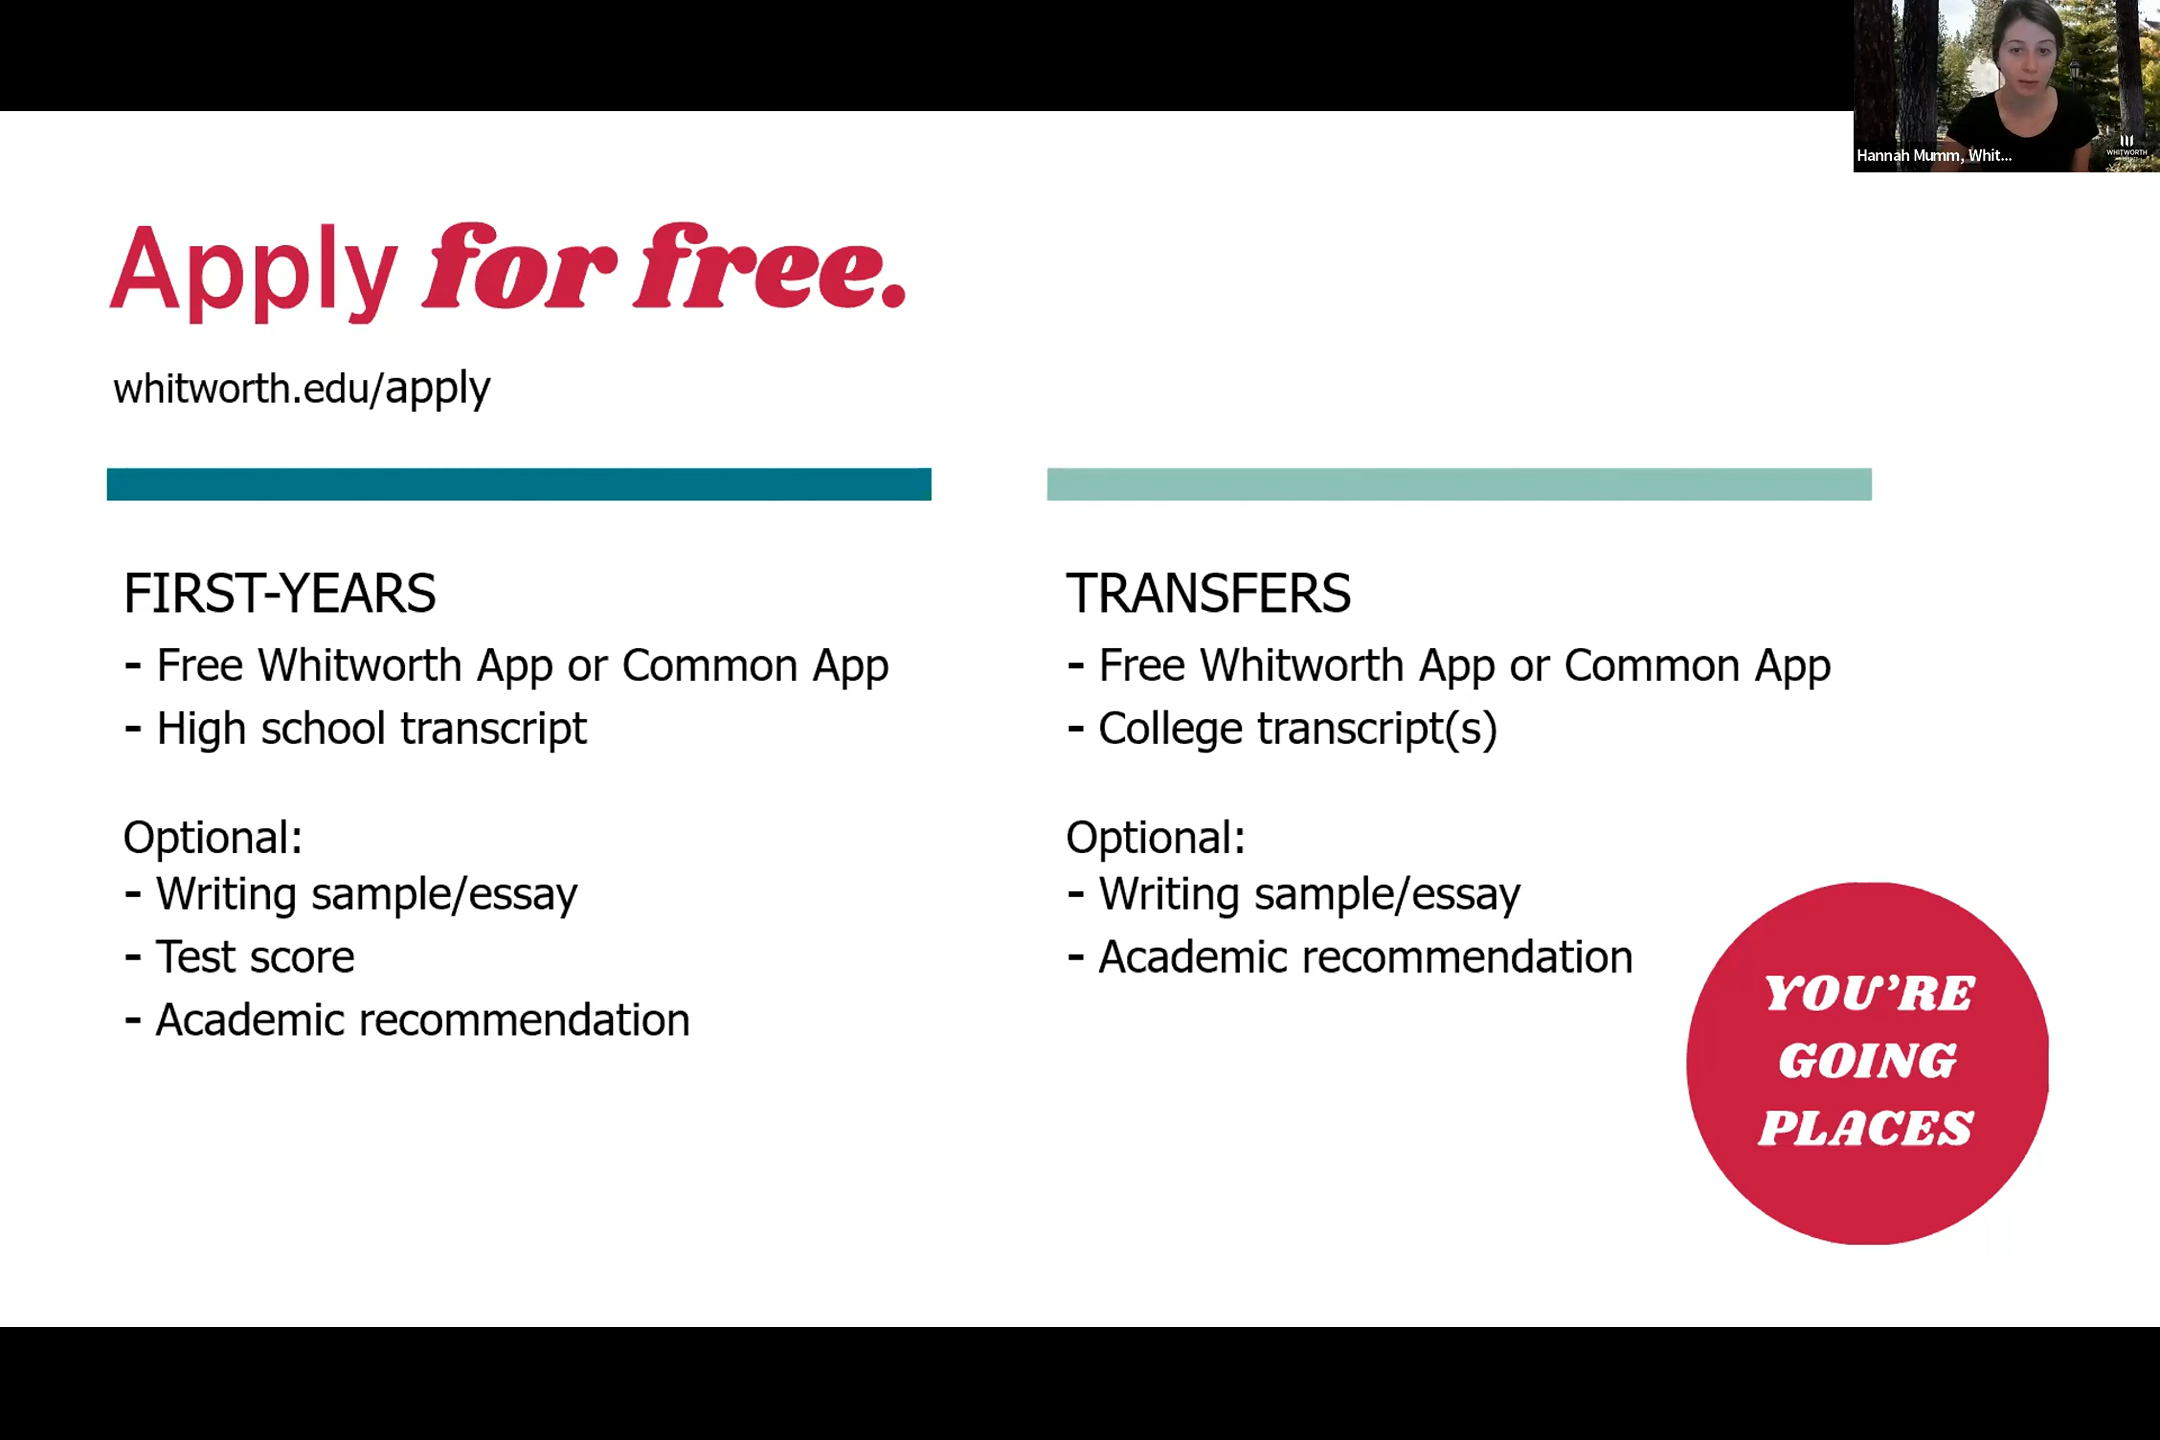 Hannah Mumm, Whit...
WHITWORTH
Apply for free.
whitworth.edu/apply
FIRST-YEARS
- Free Whitworth App or Common App
- High school transcript
Optional:
- Writing sample/essay
- Test score
- Academic recommendation
TRANSFERS
- Free Whitworth App or Common App
- College transcript(s)
Optional:
- Writing sample/essay
- Academic recommendation
YOU'RE
GOING
PLACES